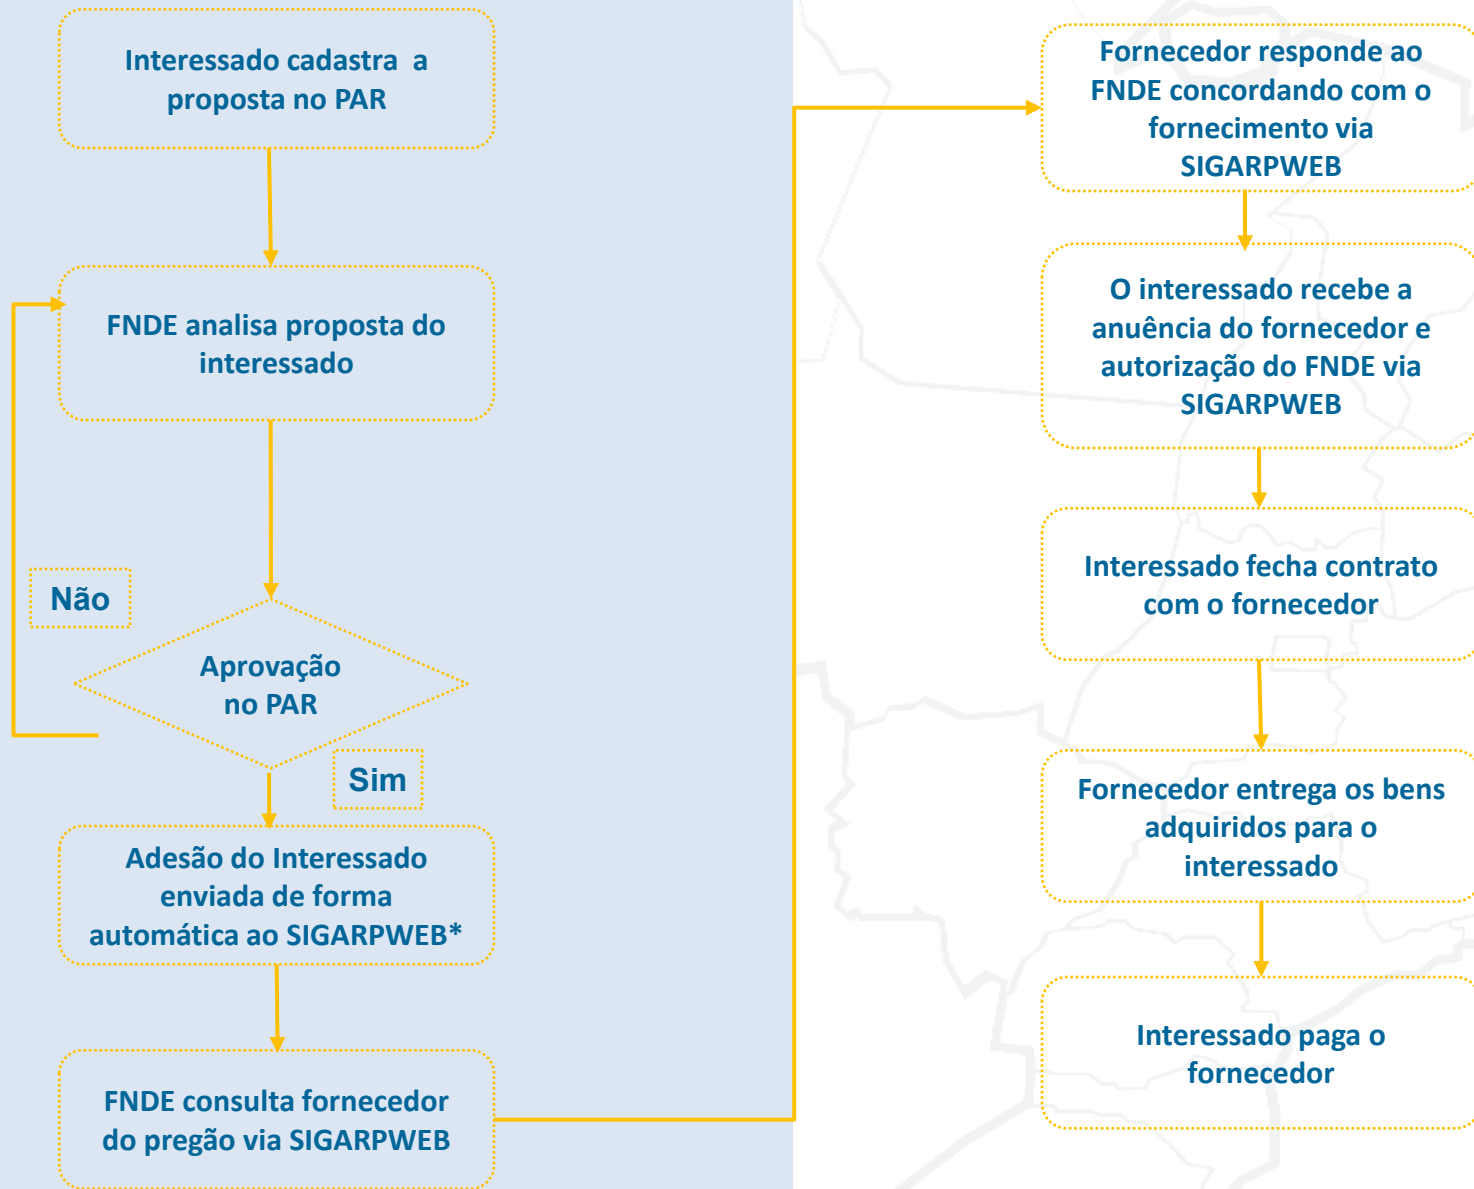 Interessado cadastra a
proposta no PAR
FNDE analisa proposta do
interessado
Não
Aprovação
no PAR
Sim
Adesão do Interessado
enviada de forma
automática ao SIGARPWEB*
FNDE consulta fornecedor
do pregão via SIGARPWEB
Fornecedor responde ao
FNDE concordando com o
fornecimento via
SIGARPWEB
O interessado recebe a
anuência do fornecedor e
autorização do FNDE via
SIGARPWEB
Interessado fecha contrato
com o fornecedor
Fornecedor entrega os bens
adquiridos para o
interessado
Interessado paga o
fornecedor